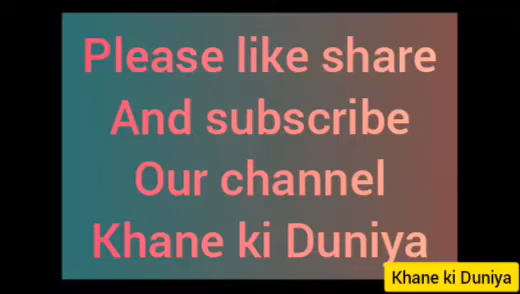 Please like share
And subscribe
Our channel
Khane ki Duniya
Khane ki Duniya